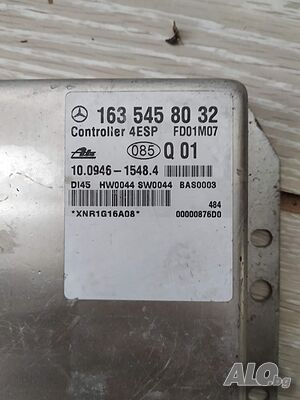 163 545 80 32
Controller 4ESP FD01M07
Ate 085 Q 01
10.0946-1548.4
DI45 HW0044 SW0044 BAS0003
484
*XNR1G16A08* 00000876D0
ALO.bg